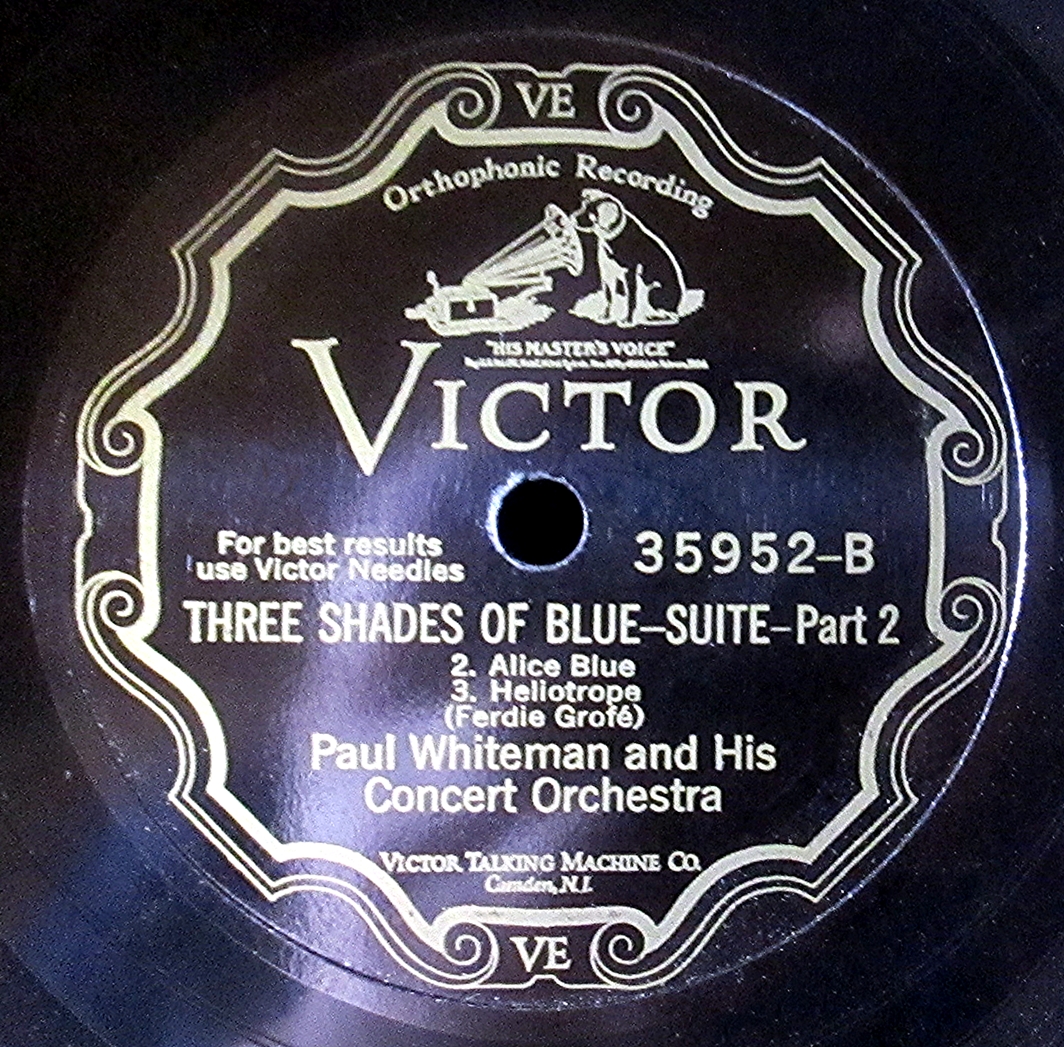 VE
Orthophonic Recording
"HIS MASTER'S VOICE"
VICTOR
For best results
use Victor Needles
35952-B
THREE SHADES OF BLUE-SUITE-Part 2
2. Alice Blue
3. Heliotrope
(Ferdie Grofé)
Paul Whiteman and His
Concert Orchestra
VICTOR TALKING MACHINE CO.
Camden, N.J.
VE